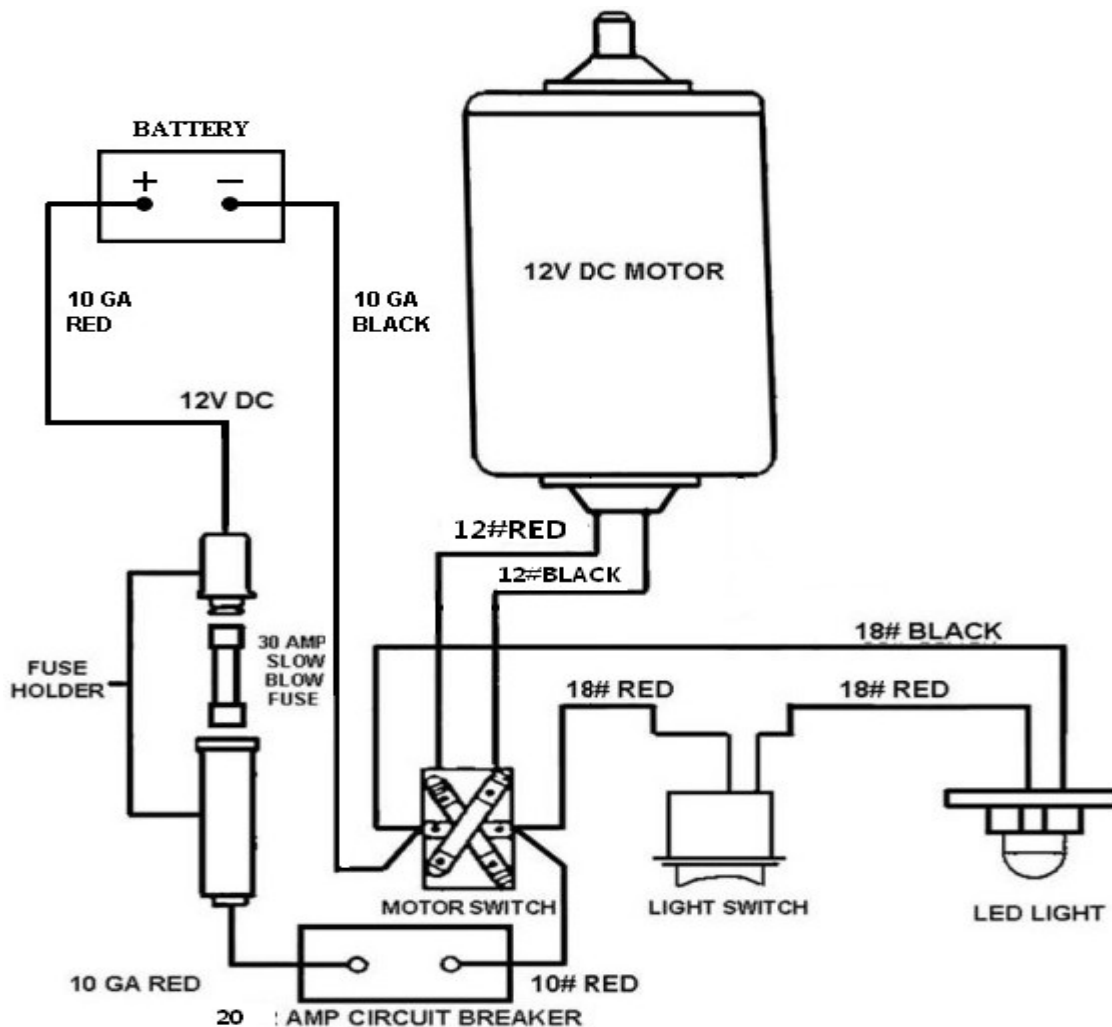 BATTERY
+ −
12V DC MOTOR
10 GA
RED
10 GA
BLACK
12V DC
12#RED
12#BLACK
30 AMP
SLOW
BLOW
FUSE
FUSE
HOLDER
18# BLACK
18# RED
18# RED
MOTOR SWITCH
LIGHT SWITCH
LED LIGHT
10 GA RED
10# RED
20 : AMP CIRCUIT BREAKER